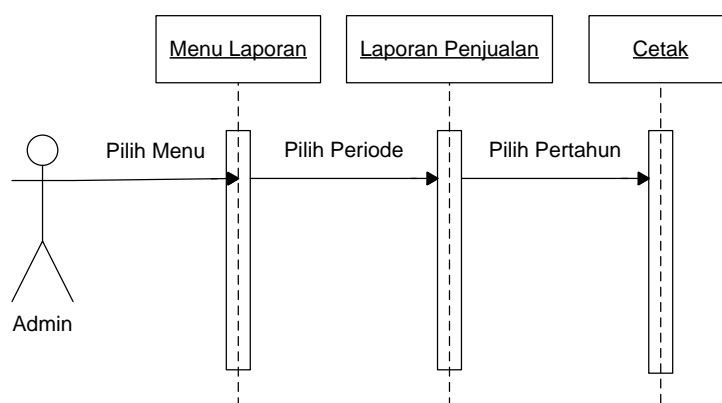 Menu Laporan
Laporan Penjualan
Cetak
Pilih Menu
Pilih Periode
Pilih Pertahun
Admin